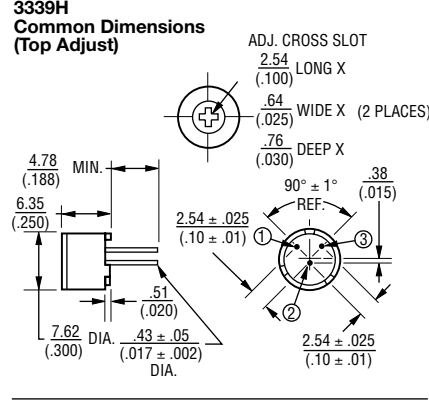 3339H
Common Dimensions
(Top Adjust)
ADJ. CROSS SLOT
2.54
(.100)
LONG X
.64
(.025)
WIDE X (2 PLACES)
.76
(.030)
DEEP X
4.78
(.188)
MIN.
6.35
(.250)
7.62
(.300)
DIA.
.51
(.020)
.43 ± .05
(.017 ± .002)
DIA.
90° ± 1°
REF.
.38
(.015)
2.54 ± .025
(.10 ± .01)
1
3
2
2.54 ± .025
(.10 ± .01)